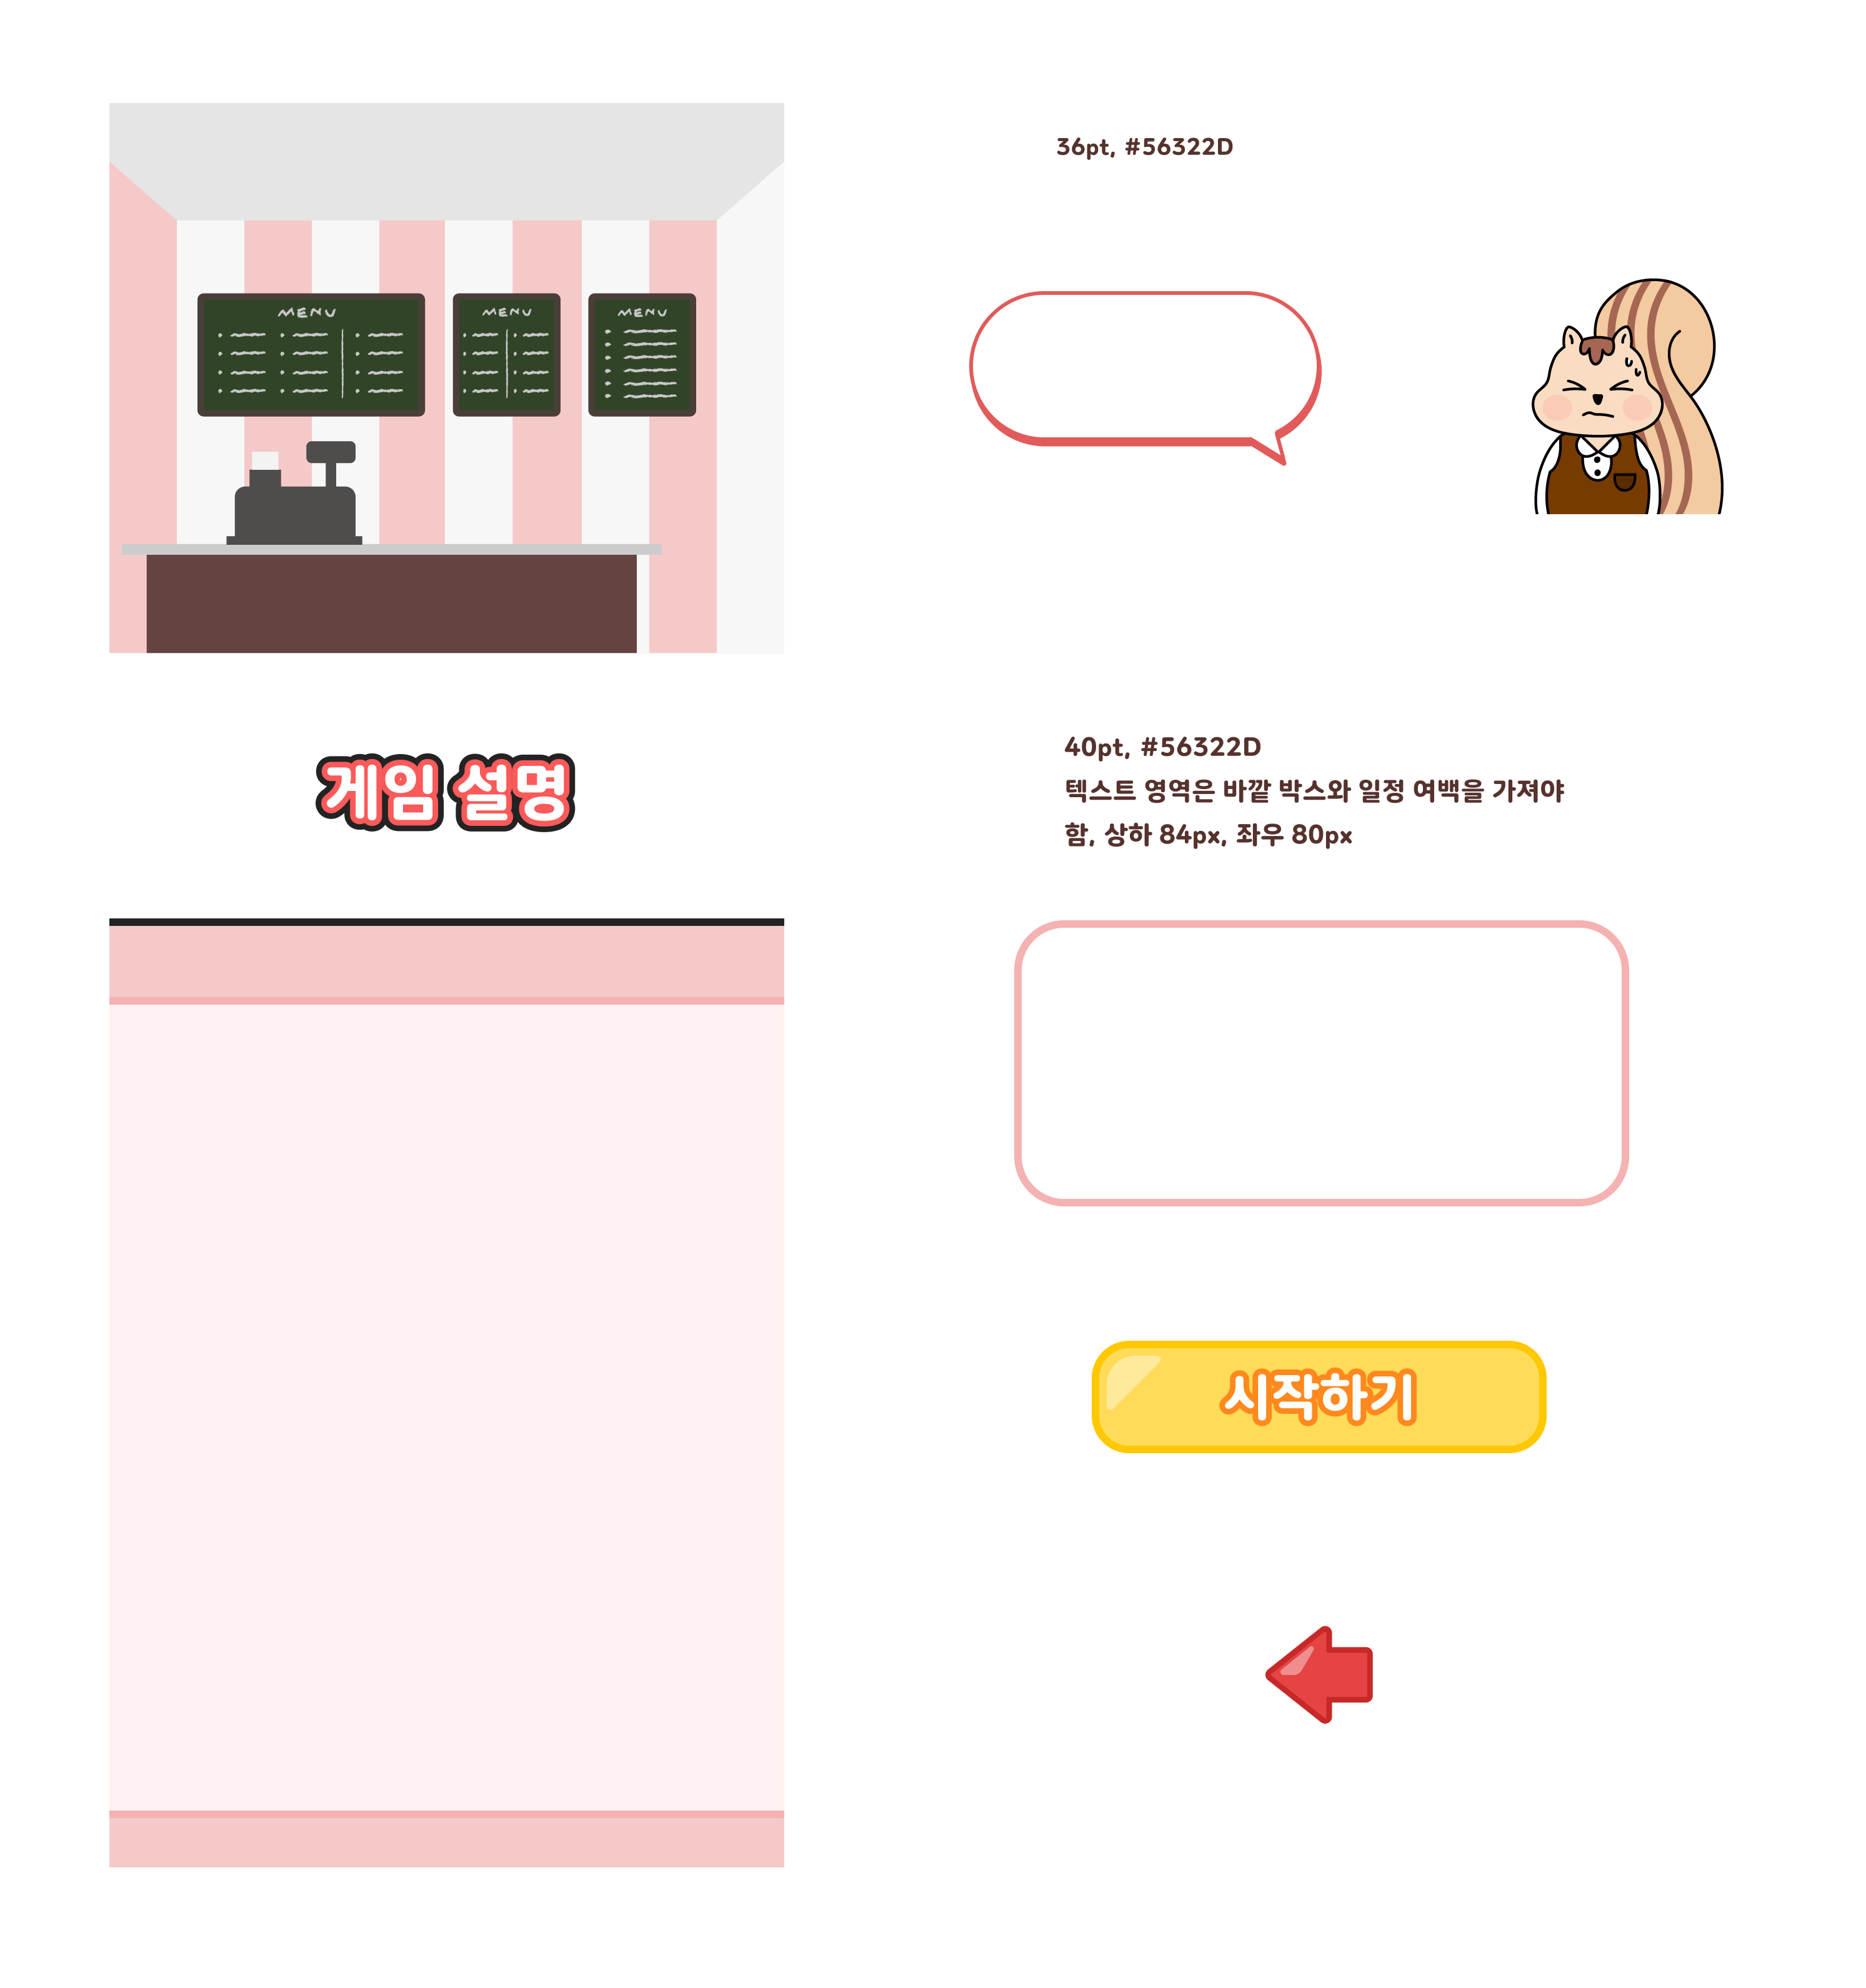 36pt, #56322D
MENU
MENU
MENU
게임 설명
40pt, #56322D
텍스트 영역은 바깥 박스와 일정 여백을 가져야
함, 상하 84px, 좌우 80px
시작하기